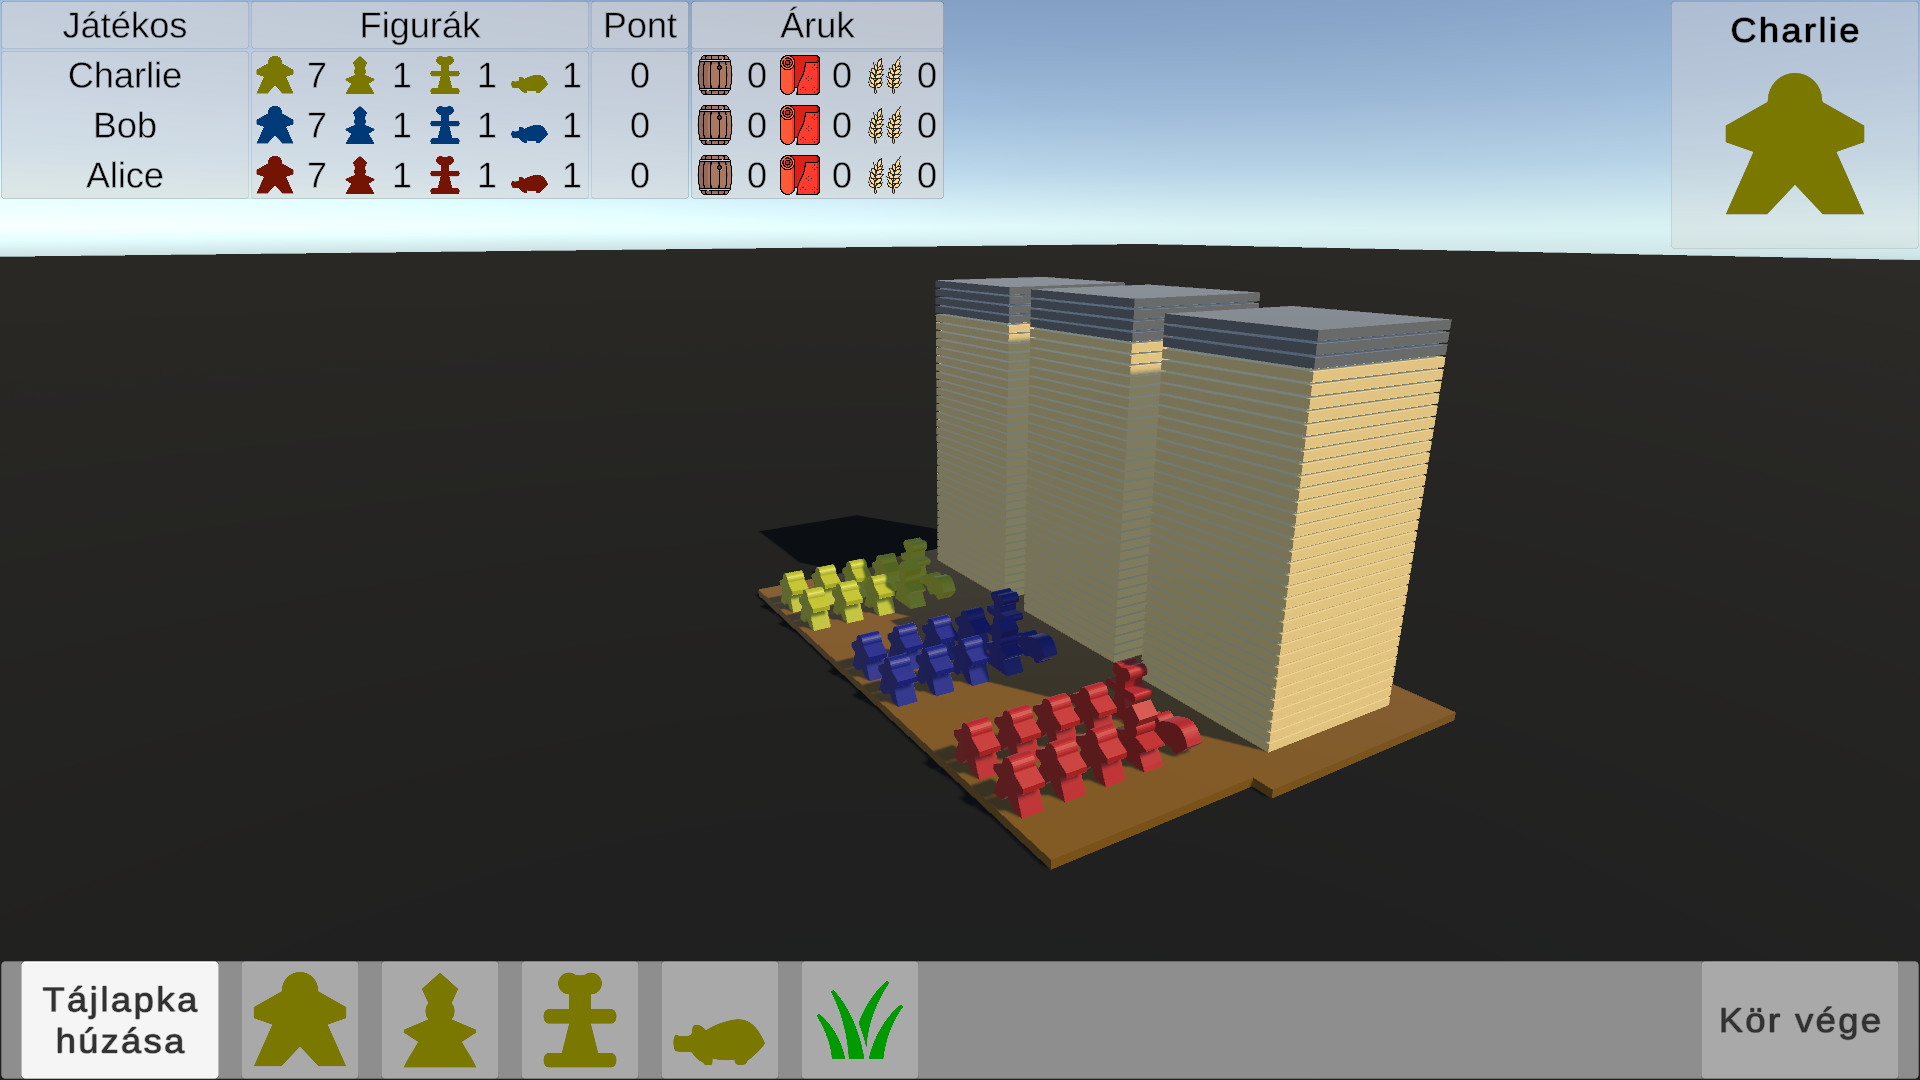 Játékos Figurák Pont Áruk
Charlie 7 1 1 1 0 0 0 0
Bob 7 1 1 1 0 0 0 0
Alice 7 1 1 1 0 0 0 0
Charlie
Tájlapka
húzása
Kör vége